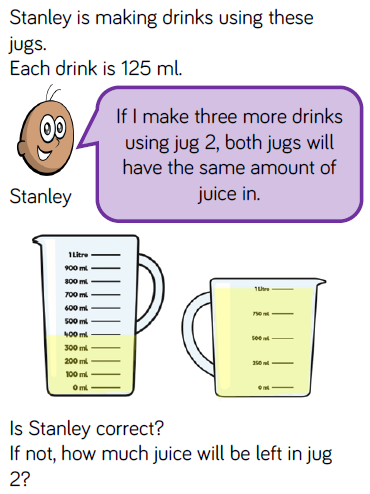 Stanley is making drinks using these
jugs.
Each drink is 125 ml.
If I make three more drinks
using jug 2, both jugs will
have the same amount of
juice in.
Stanley
1 Litre
900 ml
800 ml
700 ml
600 ml
500 ml
400 ml
300 ml
200 ml
100 ml
0 ml
1 Litre
750 ml
500 ml
250 ml
0 ml
Is Stanley correct?
If not, how much juice will be left in jug
2?